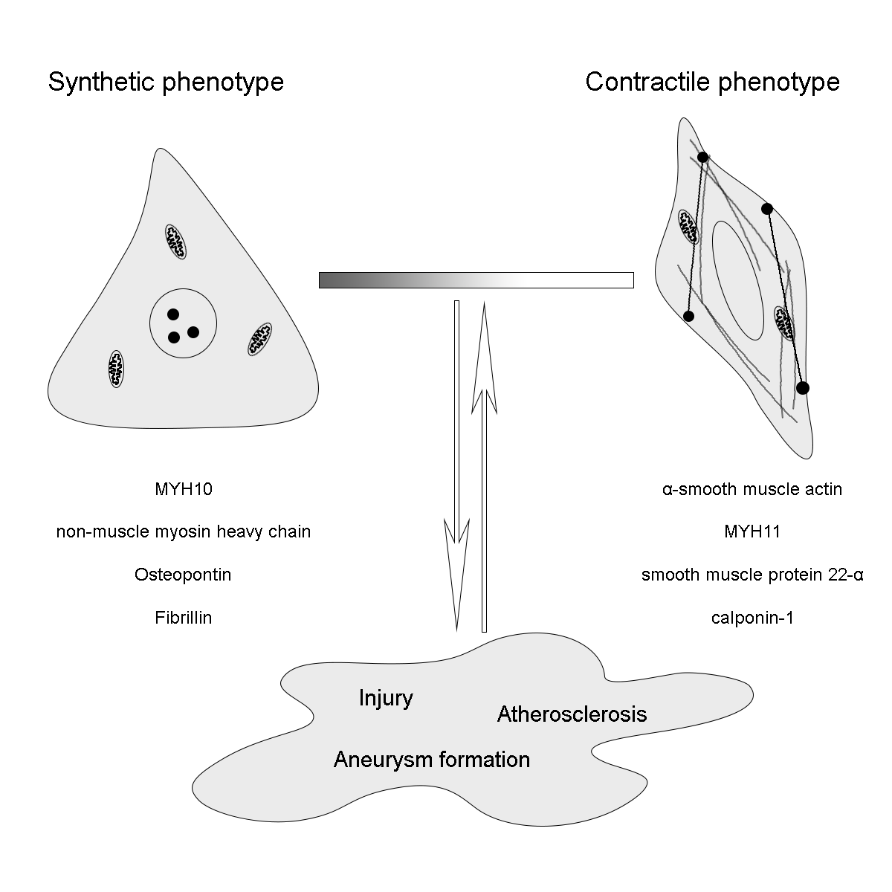 Synthetic phenotype
Contractile phenotype
MYH10
non-muscle myosin heavy chain
Osteopontin
Fibrillin
α-smooth muscle actin
MYH11
smooth muscle protein 22-α
calponin-1
Injury
Atherosclerosis
Aneurysm formation